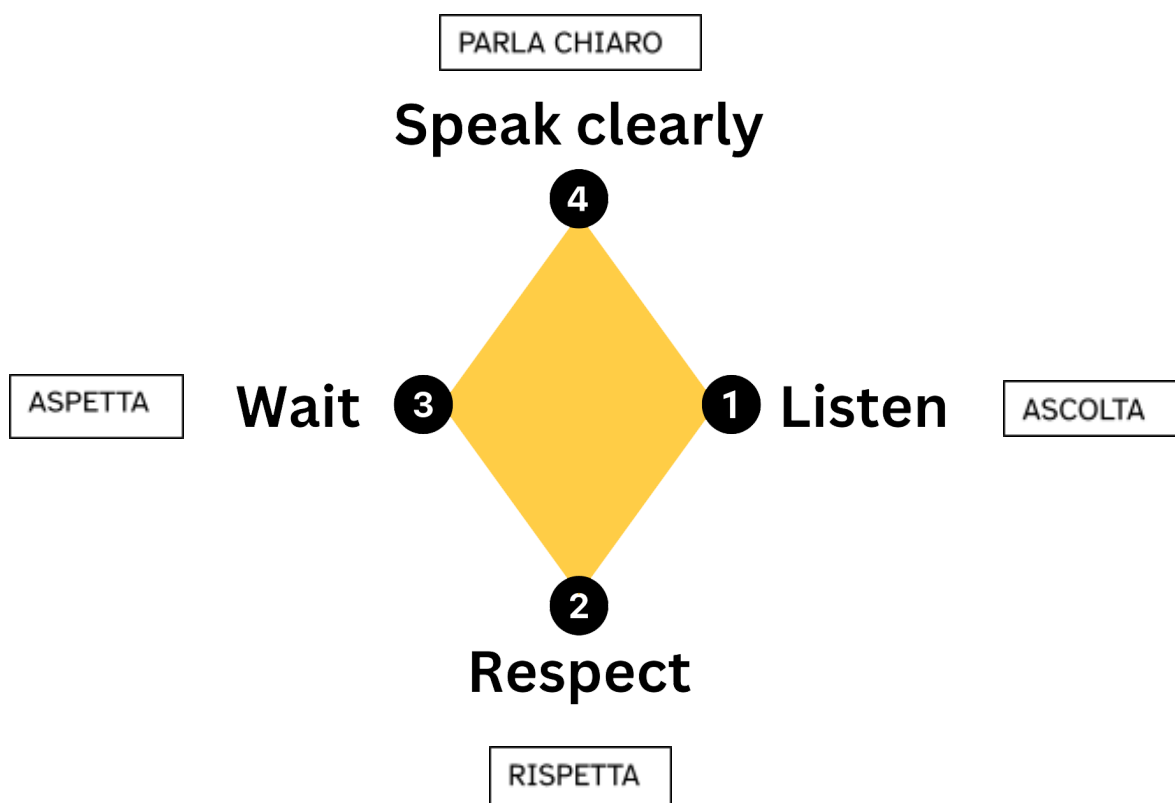 PARLA CHIARO
Speak clearly
4
ASPETTA
Wait
3
1
Listen
ASCOLTA
2
Respect
RISPETTA